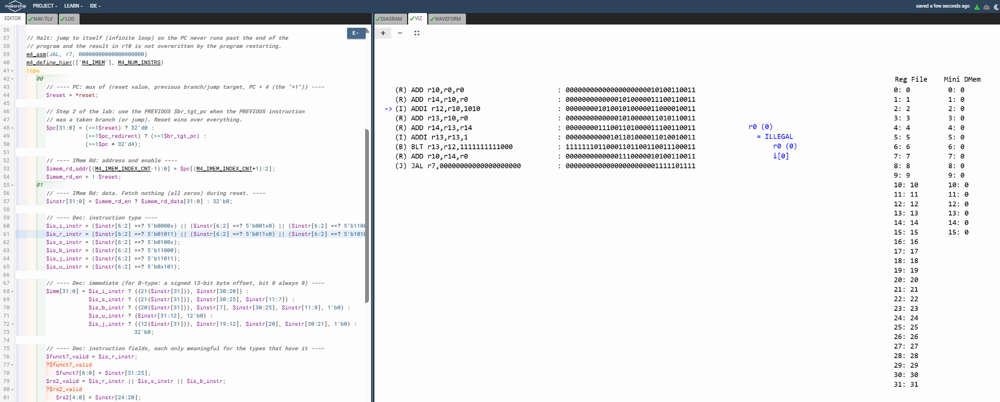 makerchip PROJECT LEARN IDE saved a few seconds ago
EDITOR NAV-TLV LOG DIAGRAM VIZ WAVEFORM
E
36
37 // Halt: jump to itself (infinite loop) so the PC never runs past the end of the
38 // program and the result in r10 is not overwritten by the program restarting.
39 m4_asm(JAL, r7, 00000000000000000000)
40 m4_define_hier(['M4_IMEM'], M4_NUM_INSTRS)
41 |cpu
42 @0
43 // ---- PC: mux of {reset value, previous branch/jump target, PC + 4 (the "+1")} ----
44 $reset = *reset;
45
46 // Step 2 of the lab: use the PREVIOUS $br_tgt_pc when the PREVIOUS instruction
47 // was a taken branch (or jump). Reset wins over everything.
48 $pc[31:0] = (>>1$reset) ? 32'd0 :
49 (>>1$pc_redirect) ? (>>1$br_tgt_pc) :
50 (>>1$pc + 32'd4);
51
52 // ---- IMem Rd: address and enable ----
53 $imem_rd_addr[(M4_IMEM_INDEX_CNT-1):0] = $pc[(M4_IMEM_INDEX_CNT+1):2];
54 $imem_rd_en = ! $reset;
55 @1
56 // ---- IMem Rd: data. Fetch nothing (all zeros) during reset. ----
57 $instr[31:0] = $imem_rd_en ? $imem_rd_data[31:0] : 32'b0;
58
59 // ---- Dec: instruction type ----
60 $is_i_instr = ($instr[6:2] ==? 5'b0000x) || ($instr[6:2] ==? 5'b001x0) || ($instr[6:2] ==? 5'b1100
61 $is_r_instr = ($instr[6:2] ==? 5'b01011) || ($instr[6:2] ==? 5'b011x0) || ($instr[6:2] ==? 5'b1010
62 $is_s_instr = ($instr[6:2] ==? 5'b0100x);
63 $is_b_instr = ($instr[6:2] ==? 5'b11000);
64 $is_j_instr = ($instr[6:2] ==? 5'b11011);
65 $is_u_instr = ($instr[6:2] ==? 5'b0x101);
66
67 // ---- Dec: immediate (for B-type: a signed 13-bit byte offset, bit 0 always 0) ----
68 $imm[31:0] = $is_i_instr ? {{21{$instr[31]}}, $instr[30:20]} :
69 $is_s_instr ? {{21{$instr[31]}}, $instr[30:25], $instr[11:7]} :
70 $is_b_instr ? {{20{$instr[31]}}, $instr[7], $instr[30:25], $instr[11:8], 1'b0} :
71 $is_u_instr ? {$instr[31:12], 12'b0} :
72 $is_j_instr ? {{12{$instr[31]}}, $instr[19:12], $instr[20], $instr[30:21], 1'b0} :
73 32'b0;
74
75 // ---- Dec: instruction fields, each only meaningful for the types that have it ----
76 $funct7_valid = $is_r_instr;
77 ?$funct7_valid
78 $funct7[6:0] = $instr[31:25];
79 $rs2_valid = $is_r_instr || $is_s_instr || $is_b_instr;
80 ?$rs2_valid
81 $rs2[4:0] = $instr[24:20];
+ −
(R) ADD r10,r0,r0 : 00000000000000000000010100110011
(R) ADD r14,r10,r0 : 00000000000001010000011100110011
-> (I) ADDI r12,r10,1010 : 00000000101001010000011000010011
(R) ADD r13,r10,r0 : 00000000000001010000011010110011
(R) ADD r14,r13,r14 : 00000000111001101000011100110011
(I) ADDI r13,r13,1 : 00000000000101101000011010010011
(B) BLT r13,r12,1111111111000 : 11111110110001101100110011100011
(R) ADD r10,r14,r0 : 00000000000001110000010100110011
(J) JAL r7,00000000000000000000 : 00000000000000000000001111101111
r0 (0)
= ILLEGAL
r0 (0)
i[0]
Reg File
0: 0
1: 1
2: 2
3: 3
4: 4
5: 5
6: 6
7: 7
8: 8
9: 9
10: 10
11: 11
12: 12
13: 13
14: 14
15: 15
16: 16
17: 17
18: 18
19: 19
20: 20
21: 21
22: 22
23: 23
24: 24
25: 25
26: 26
27: 27
28: 28
29: 29
30: 30
31: 31
Mini DMem
0: 0
1: 0
2: 0
3: 0
4: 0
5: 0
6: 0
7: 0
8: 0
9: 0
10: 0
11: 0
12: 0
13: 0
14: 0
15: 0